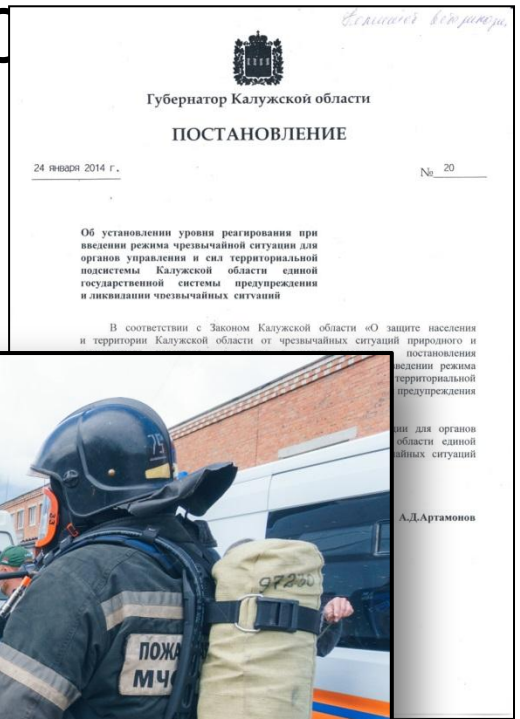 Губернатор Калужской области
ПОСТАНОВЛЕНИЕ
24 января 2014 г.
№ 20
Об установлении уровня реагирования при
введении режима чрезвычайной ситуации для
органов управления и сил территориальной
подсистемы Калужской области единой
государственной системы предупреждения
и ликвидации чрезвычайных ситуаций
В соответствии с Законом Калужской области «О защите населения
и территории Калужской области от чрезвычайных ситуаций природного и
постановления
режима
территориальной
предупреждения
для органов
области единой
ситуаций
А.Д.Артамонов
75
97230
ПОЖА
МЧС